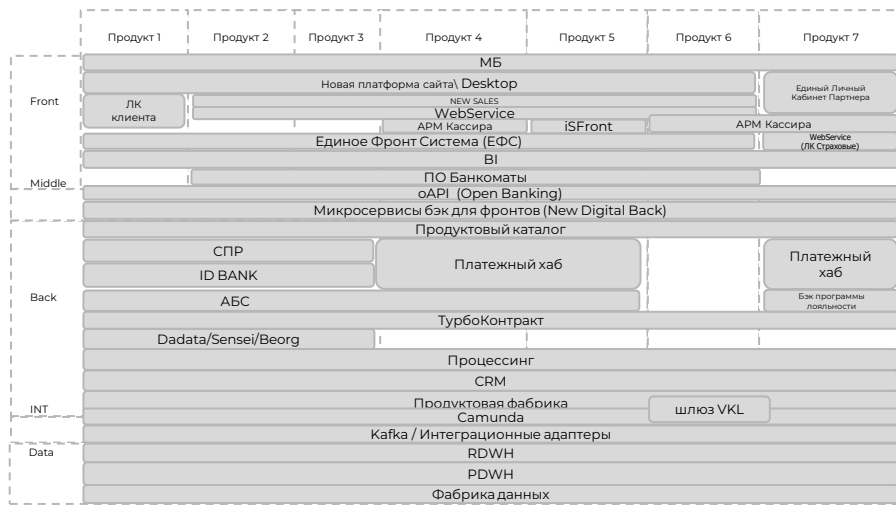 Продукт 1
Продукт 2
Продукт 3
Продукт 4
Продукт 5
Продукт 6
Продукт 7
МБ
Front
Новая платформа сайта\ Desktop
Единый Личный
Кабинет Партнера
ЛК
клиента
NEW SALES
WebService
АРМ Кассира
iSFront
АРМ Кассира
Единое Фронт Система (ЕФС)
WebService
(ЛК Страховые)
BI
Middle
ПО Банкоматы
oAPI (Open Banking)
Микросервисы бэк для фронтов (New Digital Back)
Продуктовый каталог
Back
СПР
Платежный хаб
Платежный
хаб
ID BANK
АБС
Бэк программы
лояльности
ТурбоКонтракт
Dadata/Sensei/Beorg
Процессинг
CRM
INT
Продуктовая фабрика
шлюз VKL
Camunda
Kafka / Интеграционные адаптеры
Data
RDWH
PDWH
Фабрика данных